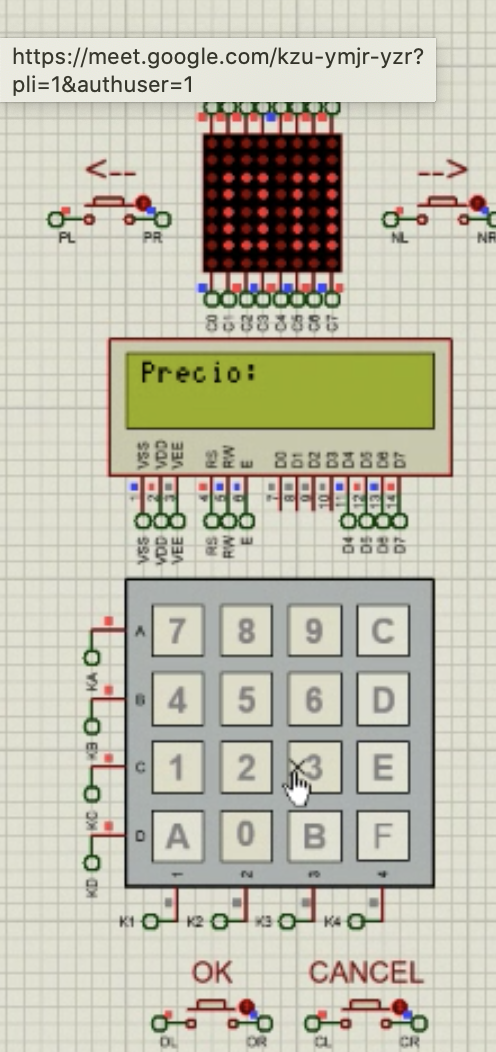 https://meet.google.com/kzu-ymjr-yzr?
pli=1&authuser=1
<-- -->
PL PR NL NR
C0 C1 C2 C3 C4 C5 C6 C7
Precio:
VSS VDD VEE RS RW E D0 D1 D2 D3 D4 D5 D6 D7
1 2 3 4 5 6 7 8 9 10 11 12 13 14
VSS VDD VEE RS RW E D4 D5 D6 D7
A 7 8 9 C
KA
B 4 5 6 D
KB
C 1 2 3 E
KC
D A 0 B F
KD
1 2 3 4
K1 K2 K3 K4
OK CANCEL
OL OR CL CR